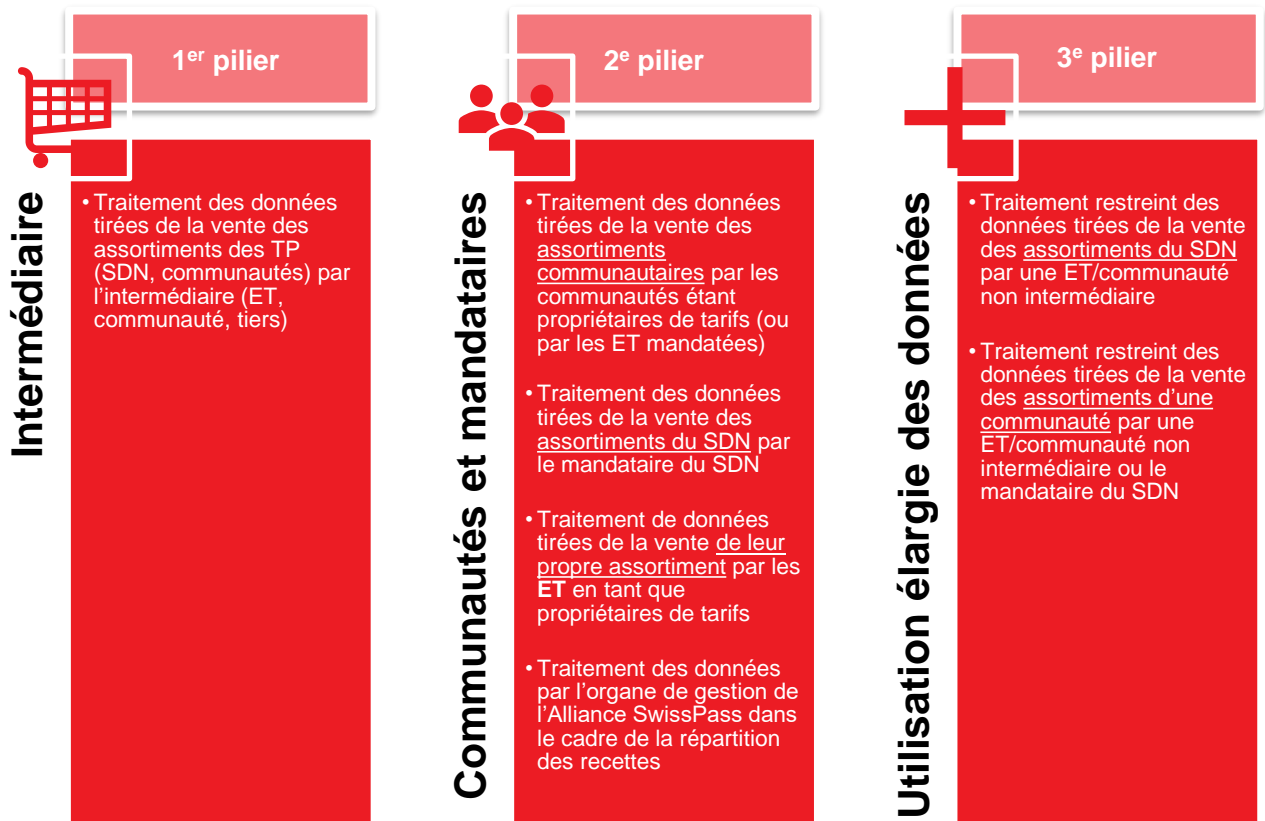 1er pilier
Intermédiaire
• Traitement des données
tirées de la vente des
assortiments des TP
(SDN, communautés) par
l’intermédiaire (ET,
communauté, tiers)
2e pilier
Communautés et mandataires
• Traitement des données
tirées de la vente des
assortiments
communautaires par les
communautés étant
propriétaires de tarifs (ou
par les ET mandatées)
• Traitement des données
tirées de la vente des
assortiments du SDN par
le mandataire du SDN
• Traitement de données
tirées de la vente de leur
propre assortiment par les
ET en tant que
propriétaires de tarifs
• Traitement des données
par l’organe de gestion de
l’Alliance SwissPass dans
le cadre de la répartition
des recettes
3e pilier
Utilisation élargie des données
• Traitement restreint des
données tirées de la vente
des assortiments du SDN
par une ET/communauté
non intermédiaire
• Traitement restreint des
données tirées de la vente
des assortiments d’une
communauté par une
ET/communauté non
intermédiaire ou le
mandataire du SDN